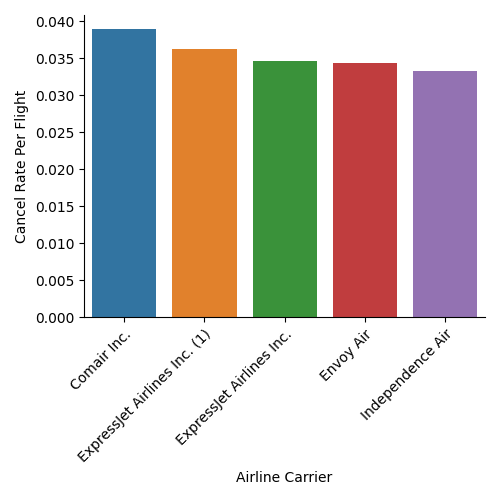 0.040
0.035
0.030
0.025
0.020
0.015
0.010
0.005
0.000
Cancel Rate Per Flight
Comair Inc.
ExpressJet Airlines Inc. (1)
ExpressJet Airlines Inc.
Envoy Air
Independence Air
Airline Carrier